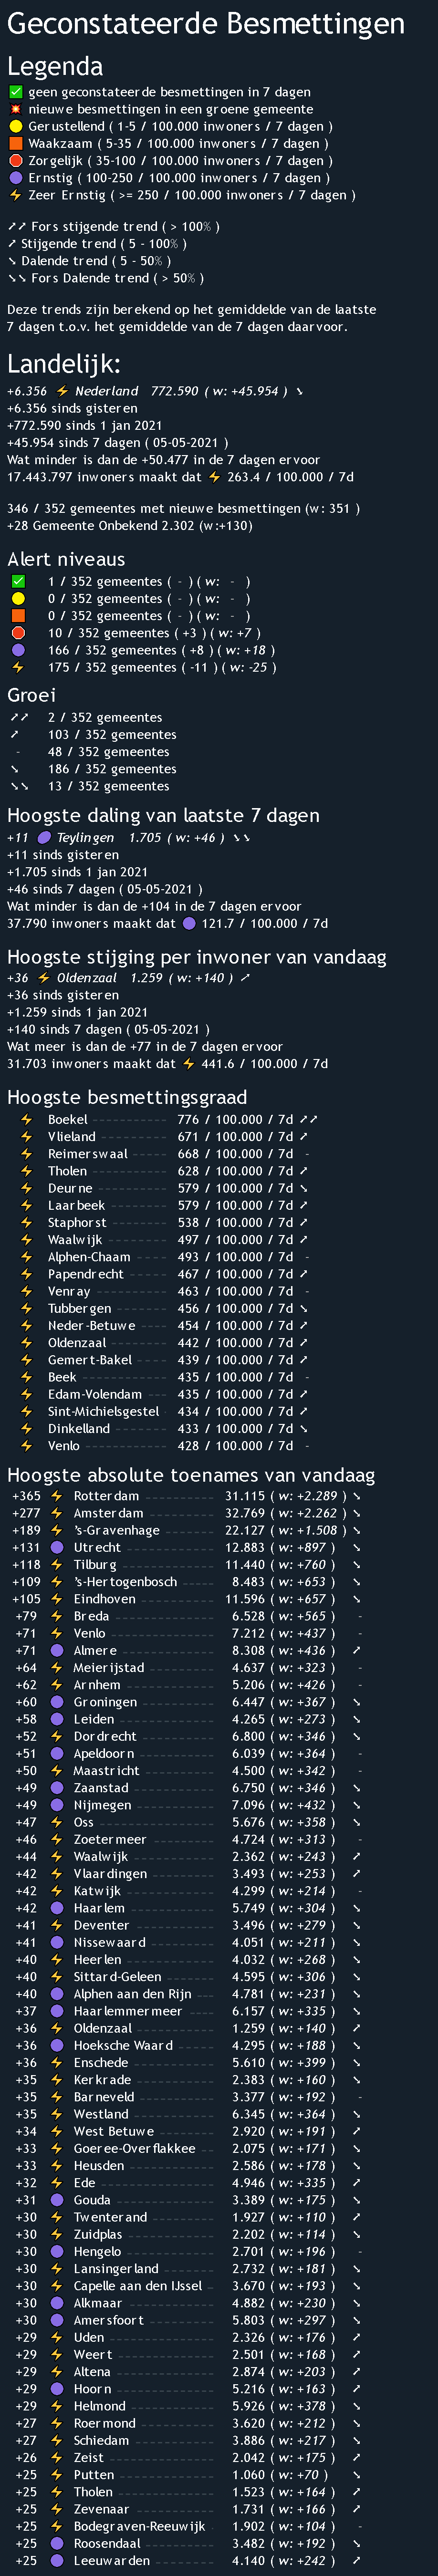 Geconstateerde Besmettingen
Legenda
✅ geen geconstateerde besmettingen in 7 dagen
💥 nieuwe besmettingen in een groene gemeente
🟡 Gerustellend ( 1-5 / 100.000 inwoners / 7 dagen )
🟧 Waakzaam ( 5-35 / 100.000 inwoners / 7 dagen )
🔴 Zorgelijk ( 35-100 / 100.000 inwoners / 7 dagen )
🟣 Ernstig ( 100-250 / 100.000 inwoners / 7 dagen )
⚡ Zeer Ernstig ( >= 250 / 100.000 inwoners / 7 dagen )
↗↗ Fors stijgende trend ( > 100% )
↗ Stijgende trend ( 5 - 100% )
↘ Dalende trend ( 5 - 50% )
↘↘ Fors Dalende trend ( > 50% )
Deze trends zijn berekend op het gemiddelde van de laatste
7 dagen t.o.v. het gemiddelde van de 7 dagen daarvoor.
Landelijk:
+6.356 ⚡ Nederland 772.590 ( w: +45.954 ) ↘
+6.356 sinds gisteren
+772.590 sinds 1 jan 2021
+45.954 sinds 7 dagen ( 05-05-2021 )
Wat minder is dan de +50.477 in de 7 dagen ervoor
17.443.797 inwoners maakt dat ⚡ 263.4 / 100.000 / 7d
346 / 352 gemeentes met nieuwe besmettingen (w: 351 )
+28 Gemeente Onbekend 2.302 (w:+130)
Alert niveaus
✅ 1 / 352 gemeentes ( - ) ( w: - )
🟡 0 / 352 gemeentes ( - ) ( w: - )
🟧 0 / 352 gemeentes ( - ) ( w: - )
🔴 10 / 352 gemeentes ( +3 ) ( w: +7 )
🟣 166 / 352 gemeentes ( +8 ) ( w: +18 )
⚡ 175 / 352 gemeentes ( -11 ) ( w: -25 )
Groei
↗↗ 2 / 352 gemeentes
↗ 103 / 352 gemeentes
- 48 / 352 gemeentes
↘ 186 / 352 gemeentes
↘↘ 13 / 352 gemeentes
Hoogste daling van laatste 7 dagen
+11 🟣 Teylingen 1.705 ( w: +46 ) ↘↘
+11 sinds gisteren
+1.705 sinds 1 jan 2021
+46 sinds 7 dagen ( 05-05-2021 )
Wat minder is dan de +104 in de 7 dagen ervoor
37.790 inwoners maakt dat 🟣 121.7 / 100.000 / 7d
Hoogste stijging per inwoner van vandaag
+36 ⚡ Oldenzaal 1.259 ( w: +140 ) ↗
+36 sinds gisteren
+1.259 sinds 1 jan 2021
+140 sinds 7 dagen ( 05-05-2021 )
Wat meer is dan de +77 in de 7 dagen ervoor
31.703 inwoners maakt dat ⚡ 441.6 / 100.000 / 7d
Hoogste besmettingsgraad
⚡ Boekel 776 / 100.000 / 7d ↗↗
⚡ Vlieland 671 / 100.000 / 7d ↗
⚡ Reimerswaal 668 / 100.000 / 7d -
⚡ Tholen 628 / 100.000 / 7d ↗
⚡ Deurne 579 / 100.000 / 7d ↘
⚡ Laarbeek 579 / 100.000 / 7d ↗
⚡ Staphorst 538 / 100.000 / 7d ↗
⚡ Waalwijk 497 / 100.000 / 7d ↗
⚡ Alphen-Chaam 493 / 100.000 / 7d -
⚡ Papendrecht 467 / 100.000 / 7d ↗
⚡ Venray 463 / 100.000 / 7d -
⚡ Tubbergen 456 / 100.000 / 7d ↘
⚡ Neder-Betuwe 454 / 100.000 / 7d ↗
⚡ Oldenzaal 442 / 100.000 / 7d ↗
⚡ Gemert-Bakel 439 / 100.000 / 7d ↗
⚡ Beek 435 / 100.000 / 7d -
⚡ Edam-Volendam 435 / 100.000 / 7d ↗
⚡ Sint-Michielsgestel 434 / 100.000 / 7d ↗
⚡ Dinkelland 433 / 100.000 / 7d ↘
⚡ Venlo 428 / 100.000 / 7d -
Hoogste absolute toenames van vandaag
+365 ⚡ Rotterdam 31.115 ( w: +2.289 ) ↘
+277 ⚡ Amsterdam 32.769 ( w: +2.262 ) ↘
+189 ⚡ 's-Gravenhage 22.127 ( w: +1.508 ) ↘
+131 🟣 Utrecht 12.883 ( w: +897 ) ↘
+118 ⚡ Tilburg 11.440 ( w: +760 ) ↘
+109 ⚡ 's-Hertogenbosch 8.483 ( w: +653 ) ↘
+105 ⚡ Eindhoven 11.596 ( w: +657 ) ↘
+79 ⚡ Breda 6.528 ( w: +565 ) -
+71 ⚡ Venlo 7.212 ( w: +437 ) -
+71 🟣 Almere 8.308 ( w: +436 ) ↗
+64 ⚡ Meierijstad 4.637 ( w: +323 ) -
+62 ⚡ Arnhem 5.206 ( w: +426 ) -
+60 🟣 Groningen 6.447 ( w: +367 ) ↘
+58 🟣 Leiden 4.265 ( w: +273 ) ↘
+52 ⚡ Dordrecht 6.800 ( w: +346 ) ↘
+51 🟣 Apeldoorn 6.039 ( w: +364 ) -
+50 ⚡ Maastricht 4.500 ( w: +342 ) -
+49 🟣 Zaanstad 6.750 ( w: +346 ) ↘
+49 🟣 Nijmegen 7.096 ( w: +432 ) ↘
+47 ⚡ Oss 5.676 ( w: +358 ) ↘
+46 ⚡ Zoetermeer 4.724 ( w: +313 ) -
+44 ⚡ Waalwijk 2.362 ( w: +243 ) ↗
+42 ⚡ Vlaardingen 3.493 ( w: +253 ) ↗
+42 ⚡ Katwijk 4.299 ( w: +214 ) -
+42 🟣 Haarlem 5.749 ( w: +304 ) ↘
+41 ⚡ Deventer 3.496 ( w: +279 ) ↘
+41 🟣 Nissewaard 4.051 ( w: +211 ) ↘
+40 ⚡ Heerlen 4.032 ( w: +268 ) ↘
+40 ⚡ Sittard-Geleen 4.595 ( w: +306 ) ↘
+40 🟣 Alphen aan den Rijn 4.781 ( w: +231 ) ↘
+37 🟣 Haarlemmermeer 6.157 ( w: +335 ) ↘
+36 ⚡ Oldenzaal 1.259 ( w: +140 ) ↗
+36 🟣 Hoeksche Waard 4.295 ( w: +188 ) ↘
+36 ⚡ Enschede 5.610 ( w: +399 ) ↘
+35 ⚡ Kerkrade 2.383 ( w: +160 ) ↘
+35 ⚡ Barneveld 3.377 ( w: +192 ) -
+35 ⚡ Westland 6.345 ( w: +364 ) ↘
+34 ⚡ West Betuwe 2.920 ( w: +191 ) ↗
+33 ⚡ Goeree-Overflakkee 2.075 ( w: +171 ) ↘
+33 ⚡ Heusden 2.586 ( w: +178 ) ↘
+32 ⚡ Ede 4.946 ( w: +335 ) ↗
+31 🟣 Gouda 3.389 ( w: +175 ) ↘
+30 ⚡ Twenterand 1.927 ( w: +110 ) ↗
+30 ⚡ Zuidplas 2.202 ( w: +114 ) ↘
+30 🟣 Hengelo 2.701 ( w: +196 ) -
+30 ⚡ Lansingerland 2.732 ( w: +181 ) ↘
+30 ⚡ Capelle aan den IJssel 3.670 ( w: +193 ) ↘
+30 🟣 Alkmaar 4.882 ( w: +230 ) ↘
+30 🟣 Amersfoort 5.803 ( w: +297 ) ↘
+29 ⚡ Uden 2.326 ( w: +176 ) ↗
+29 ⚡ Weert 2.501 ( w: +168 ) ↗
+29 ⚡ Altena 2.874 ( w: +203 ) ↗
+29 🟣 Hoorn 5.216 ( w: +163 ) ↗
+29 ⚡ Helmond 5.926 ( w: +378 ) ↘
+27 ⚡ Roermond 3.620 ( w: +212 ) ↘
+27 ⚡ Schiedam 3.886 ( w: +217 ) ↘
+26 ⚡ Zeist 2.042 ( w: +175 ) ↗
+25 ⚡ Putten 1.060 ( w: +70 ) ↘
+25 ⚡ Tholen 1.523 ( w: +164 ) ↗
+25 ⚡ Zevenaar 1.731 ( w: +166 ) ↗
+25 ⚡ Bodegraven-Reeuwijk 1.902 ( w: +104 ) -
+25 🟣 Roosendaal 3.482 ( w: +192 ) ↘
+25 🟣 Leeuwarden 4.140 ( w: +242 ) ↗